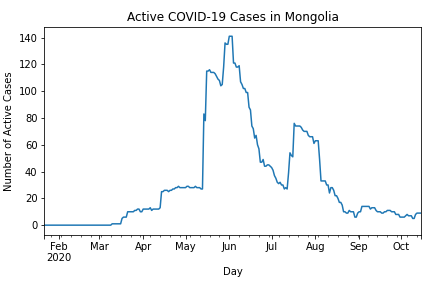 Active COVID-19 Cases in Mongolia
Number of Active Cases
140
120
100
80
60
40
20
0
Feb Mar Apr May Jun Jul Aug Sep Oct
2020
Day